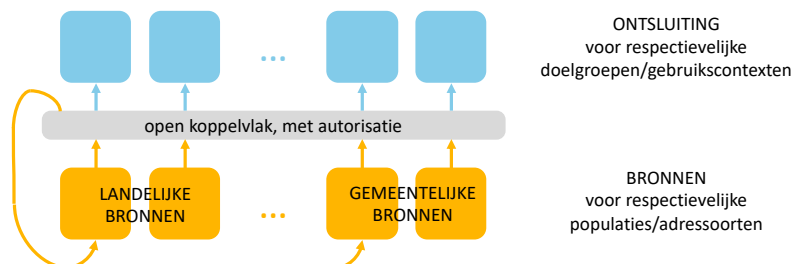 ONTSLUITING
voor respectievelijke
doelgroepen/gebruikscontexten
...
open koppelvlak, met autorisatie
LANDELIJKE
BRONNEN
GEMEENTELIJKE
BRONNEN
...
BRONNEN
voor respectievelijke
populaties/adressoorten